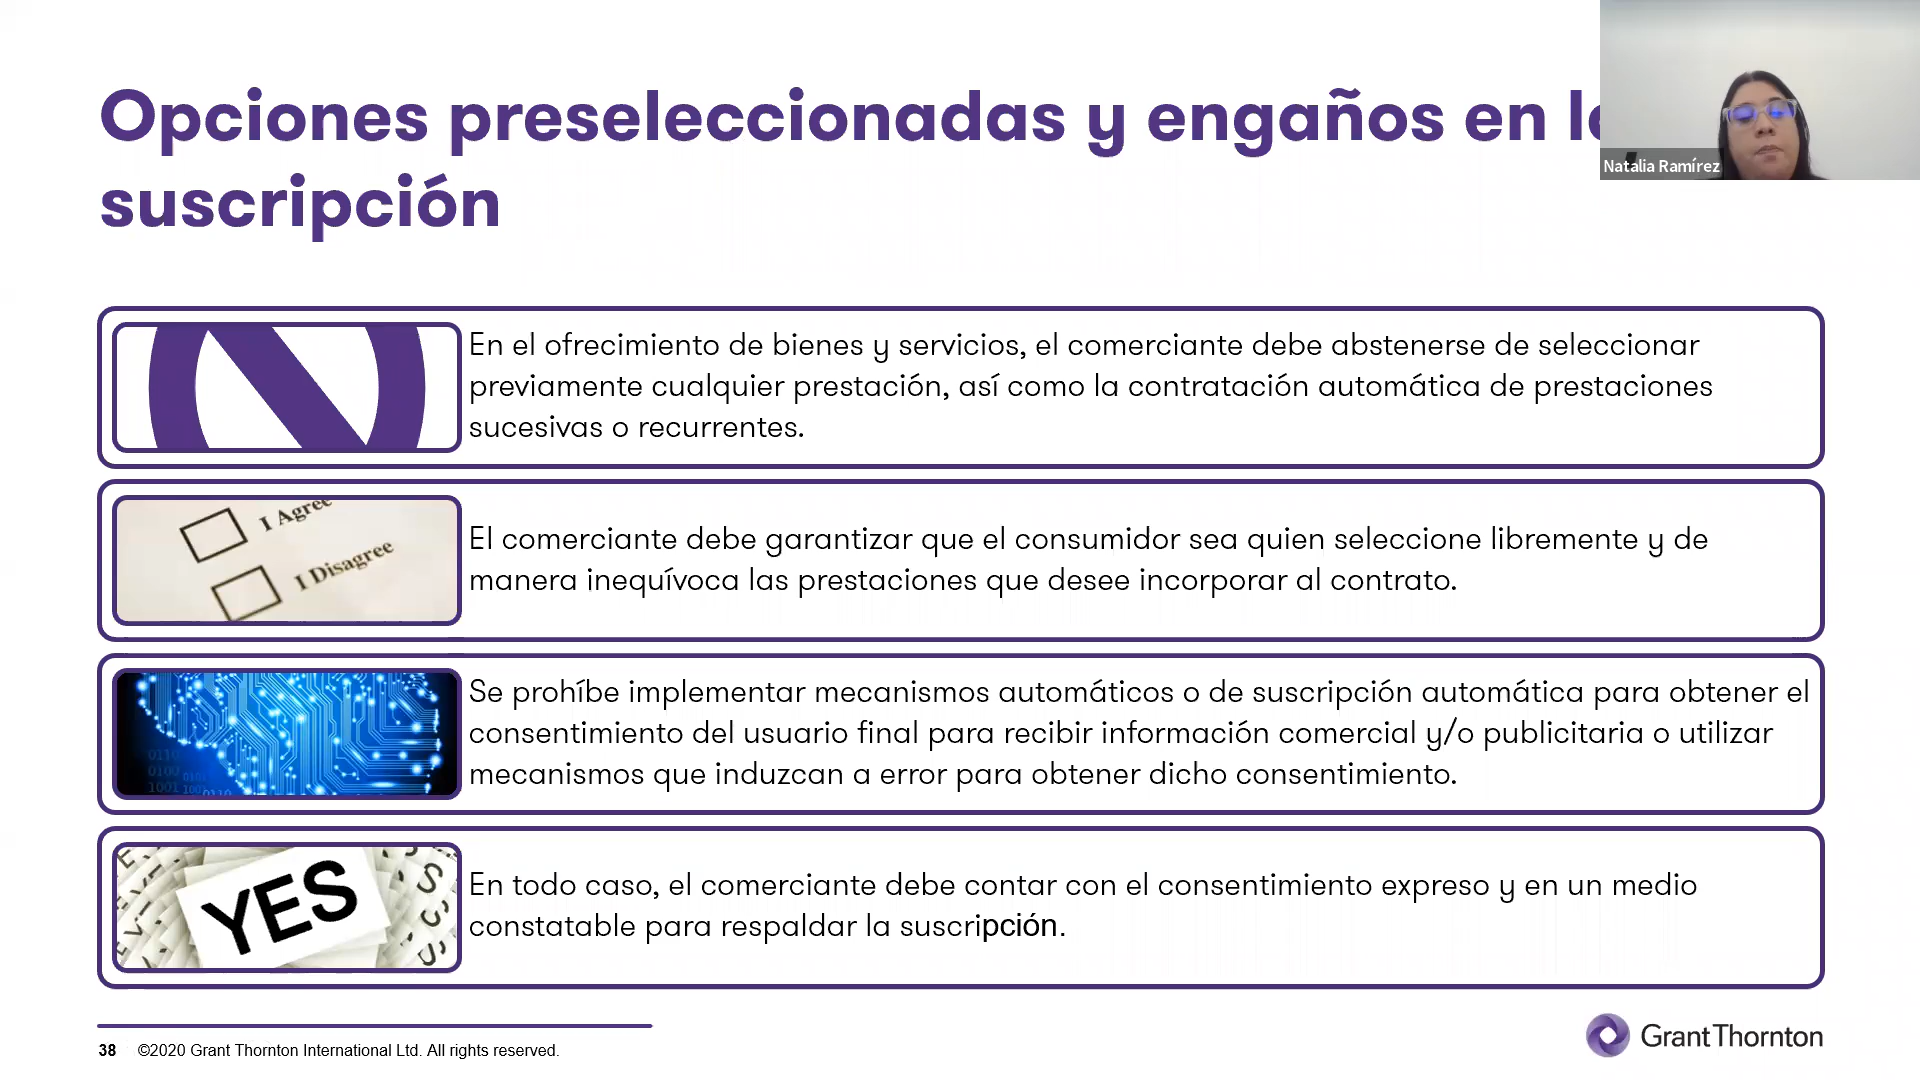 Opciones preseleccionadas y engaños en la
suscripción
Natalia Ramírez
En el ofrecimiento de bienes y servicios, el comerciante debe abstenerse de seleccionar
previamente cualquier prestación, así como la contratación automática de prestaciones
sucesivas o recurrentes.
I Agree
I Disagree
El comerciante debe garantizar que el consumidor sea quien seleccione libremente y de
manera inequívoca las prestaciones que desee incorporar al contrato.
Se prohíbe implementar mecanismos automáticos o de suscripción automática para obtener el
consentimiento del usuario final para recibir información comercial y/o publicitaria o utilizar
mecanismos que induzcan a error para obtener dicho consentimiento.
YES
En todo caso, el comerciante debe contar con el consentimiento expreso y en un medio
constatable para respaldar la suscripción.
38 ©2020 Grant Thornton International Ltd. All rights reserved.
Grant Thornton